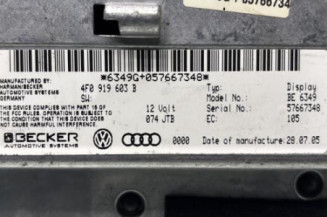 5766734
*6349G+057667348*
MANUFACTURED BY:
HARMAN/BECKER
AUTOMOTIVE SYSTEMS
GERMANY
4F0 919 603 B
SW:
Type: Display
Model No: BE 6349
Serial: 57667348
THIS DEVICE COMPLIES WITH PART 15 OF
THE FCC RULES. OPERATION IS SUBJECT TO
THE CONDITION THAT THIS DEVICE DOES NOT
CAUSE HARMFUL INTERFERENCE
12 Volt
074 JTB
EC: 105
BECKER
AUTOMOTIVE SYSTEMS
0000 Date of manufacture: 28.07.05